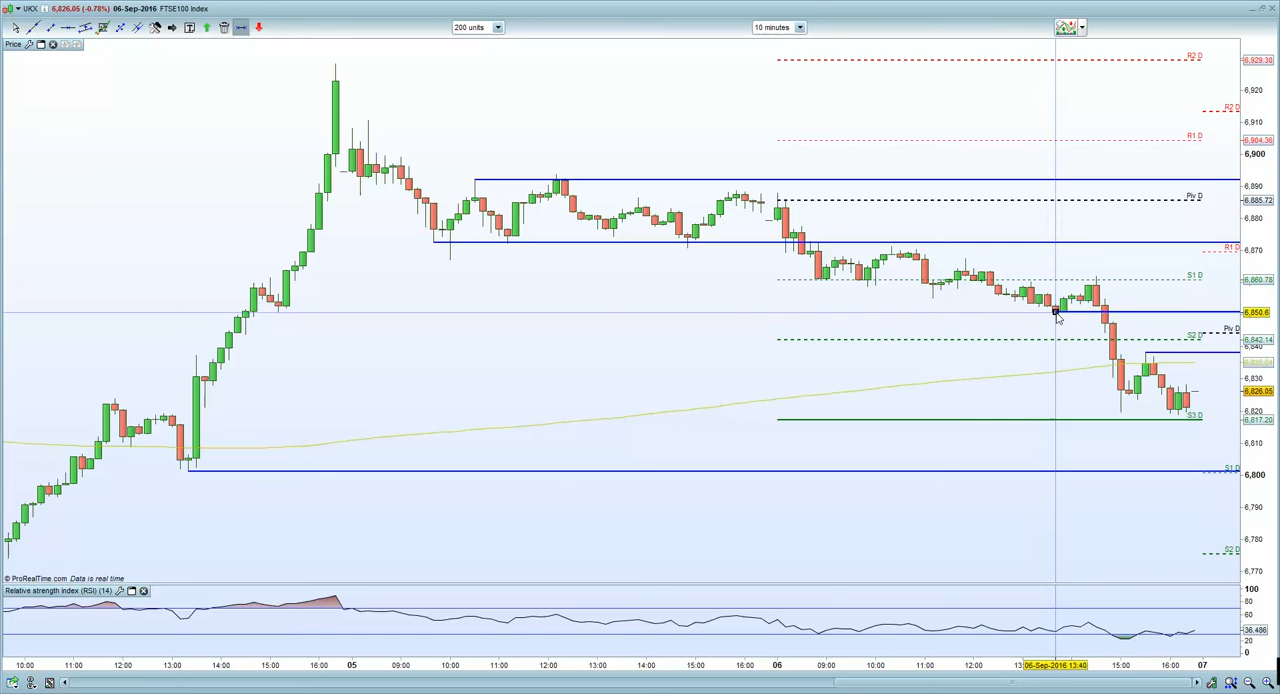 UKX 6,826.05 (-0.78%) 06-Sep-2016 FTSE100 Index
200 units
10 minutes
Price
R2 D
6,929.30
6,920
R2 D
6,910
R1 D
6,904.36
6,900
6,890
Piv D
6,885.72
6,880
6,870
R1 D
S1 D
6,860.78
6,850.6
Piv D
S2 D
6,842.14
6,840
6,830
6,826.05
6,820
S3 D
6,817.20
6,810
6,800
S1 D
6,790
6,780
S2 D
6,770
© ProRealTime.com Data is real time
Relative strength index (RSI) (14)
100
80
60
40
36.486
20
0
10:00 11:00 12:00 13:00 14:00 15:00 16:00 05 09:00 10:00 11:00 12:00 13:00 14:00 15:00 16:00 06 09:00 10:00 11:00 12:00 06-Sep-2016 13:40 15:00 16:00 07